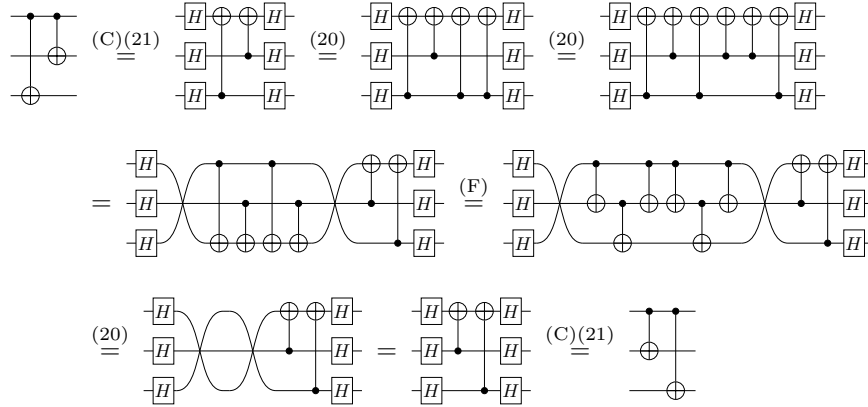 (C)(21) = H H H H H H (20) = H H H H H H (20) = H H H H H H
= H H H H H H (F) = H H H H H H
(20) = H H H H H H = H H H H H H (C)(21) =